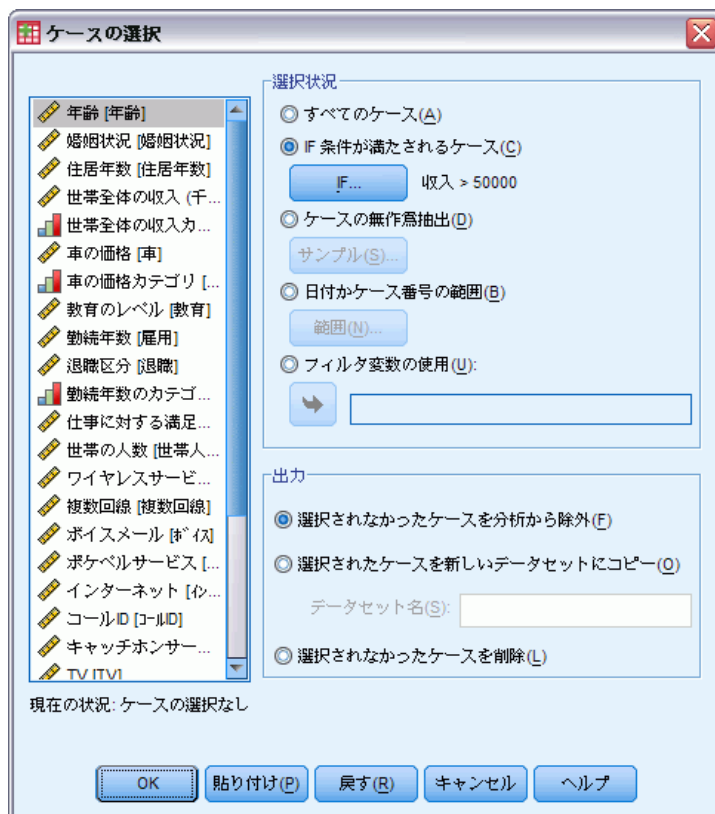 ケースの選択
年齢 [年齢]
婚姻状況 [婚姻状況]
住居年数 [住居年数]
世帯全体の収入 (千...
世帯全体の収入カ...
車の価格 [車]
車の価格カテゴリ [...
教育のレベル [教育]
勤続年数 [雇用]
退職区分 [退職]
勤続年数のカテゴ...
仕事に対する満足...
世帯の人数 [世帯人...
ワイヤレスサービ...
複数回線 [複数回線]
ボイスメール [ボイス]
ポケベルサービス [...
インターネット [イン...
コールID [コールID]
キャッチホンサー...
TV [TV]
現在の状況: ケースの選択なし
選択状況
すべてのケース(A)
IF 条件が満たされるケース(C)
IF... 収入 > 50000
ケースの無作為抽出(D)
サンプル(S)...
日付かケース番号の範囲(B)
範囲(N)...
フィルタ変数の使用(U):
出力
選択されなかったケースを分析から除外(F)
選択されたケースを新しいデータセットにコピー(O)
データセット名(S):
選択されなかったケースを削除(L)
OK 貼り付け(P) 戻す(R) キャンセル ヘルプ